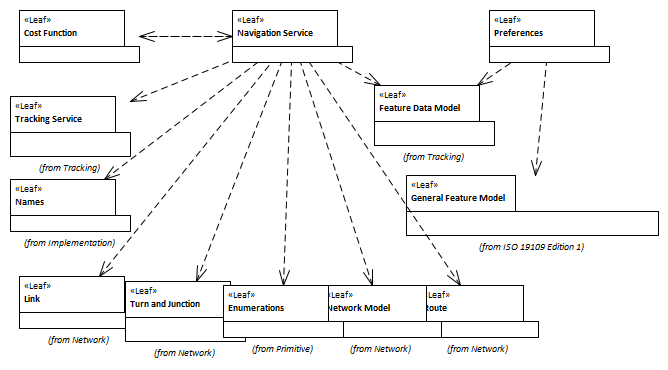 «Leaf»
Cost Function
«Leaf»
Navigation Service
«Leaf»
Preferences
«Leaf»
Tracking Service
(from Tracking)
«Leaf»
Feature Data Model
(from Tracking)
«Leaf»
Names
(from Implementation)
«Leaf»
General Feature Model
(from ISO 19109 Edition 1)
«Leaf»
Link
(from Network)
«Leaf»
Turn and Junction
(from Network)
«Leaf»
Enumerations
(from Primitive)
«Leaf»
Network Model
(from Network)
«Leaf»
Route
(from Network)